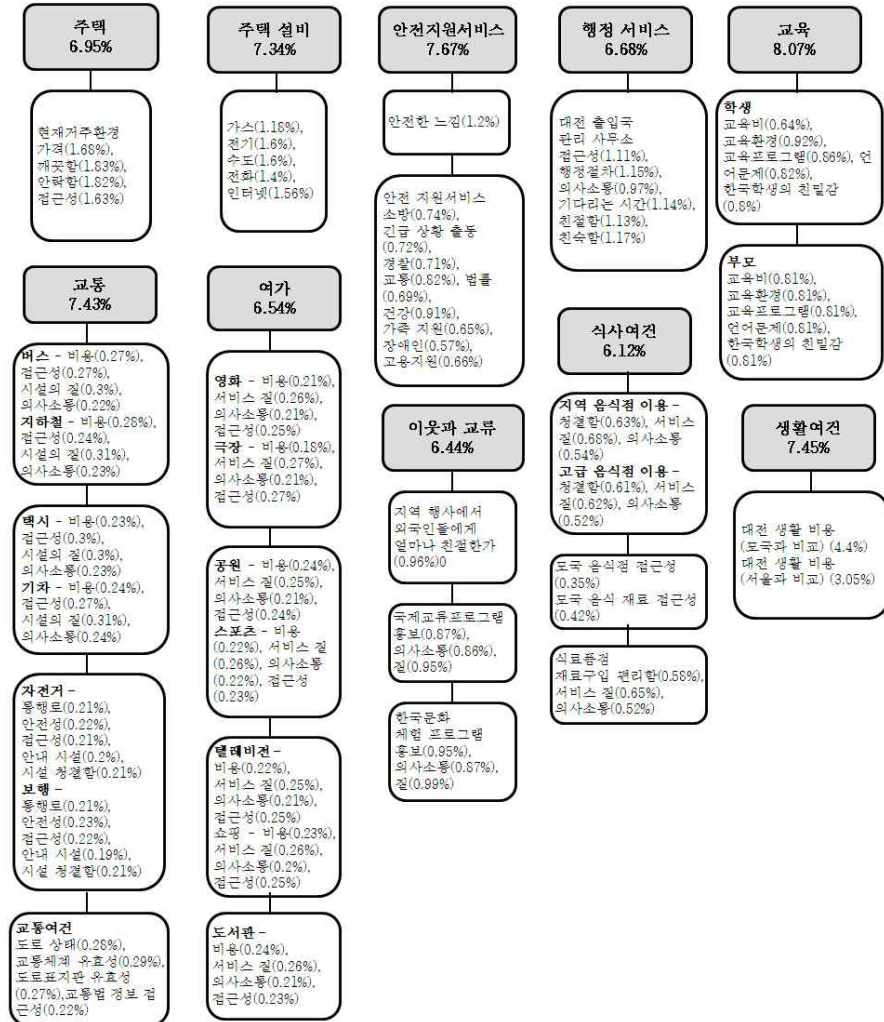 주택
6.95%
현재거주환경
가격(1.68%),
깨끗함(1.83%)
안락함(1.82%)
접근성(1.63%)
주택 설비
7.34%
가스(1.18%),
전기(1.6%)
수도(1.6%)
전화(1.4%)
인터넷(1.56%)
안전지원서비스
7.67%
안전한 느낌(1.2%)
안전 지원서비스
소방(0.74%),
긴급 상황 출동
(0.72%),
경찰(0.71%)
교통(0.82%), 법률
(0.69%)
건강(0.91%)
가족 지원(0.65%)
장애인(0.57%)
고용지원(0.66%)
행정 서비스
6.68%
대전 출입국
관리 사무소
접근성(1.11%)
행정절차(1.15%)
의사소통(0.97%)
기다리는 시간(1.14%),
친절함(1.13%)
친숙함(1.17%)
교육
8.07%
학생
교육비(0.64%)
교육환경(0.92%)
교육프로그램(0.86%), 언
어문제(0.82%)
한국학생의 친밀감
(0.8%)
부모
교육비(0.81%),
교육환경(0.81%),
교육프로그램(0.81%),
언어문제(0.81%),
한국학생의 친밀감
(0.81%)
교통
7.43%
버스 - 비용(0.27%),
접근성(0.27%),
시설의 질(0.3%),
의사소통(0.22%)
지하철 - 비용(0.28%),
접근성(0.24%)
시설의 질(0.31%),
의사소통(0.23%)
택시 - 비용(0.23%),
접근성(0.3%)
시설의 질(0.3%)
의사소통(0.23%)
기차 - 비용(0.24%),
접근성(0.27%)
시설의 질(0.31%),
의사소통(0.24%)
자전거 -
통행로(0.21%),
안전성(0.22%)
접근성(0.21%)
안내 시설(0.2%)
시설 청결함(0.21%)
보행 -
통행로(0.21%),
안전성(0.23%)
접근성(0.22%)
안내 시설(0.19%)
시설 청결함(0.21%)
교통여건
도로 상태(0.28%),
교통체계 유효성(0.29%)
도로표지판 유효성
(0.27%),교통법 정보 접
근성(0.22%)
여가
6.54%
영화 - 비용(0.21%),
서비스 질(0.26%)
의사소통(0.21%),
접근성(0.25%)
극장 - 비용(0.18%),
서비스 질(0.27%)
의사소통(0.21%),
접근성(0.27%)
공원 - 비용(0.24%)
서비스 질(0.25%)
의사소통(0.21%),
접근성(0.24%)
스포츠 - 비용
(0.22%), 서비스 질
(0.26%), 의사소통
(0.22%), 접근성
(0.23%)
텔레비전 -
비용(0.22%),
서비스 질(0.25%)
의사소통(0.21%),
접근성(0.25%)
쇼핑 - 비용(0.23%),
서비스 질(0.26%)
의사소통(0.2%)
접근성(0.25%)
도서관 -
비용(0.24%),
서비스 질(0.26%)
의사소통(0.21%),
접근성(0.23%)
이웃과 교류
6.44%
지역 행사에서
외국인들에게
얼마나 친절한가
(0.96%)0
국제교류프로그램
홍보(0.87%),
의사소통(0.86%),
질(0.95%)
한국문화
체험 프로그램
홍보(0.95%),
의사소통(0.87%),
질(0.99%)
식사여건
6.12%
지역 음식점 이용 -
청결함(0.63%), 서비스
질(0.68%), 의사소통
(0.54%)
고급 음식점 이용 -
청결함(0.61%), 서비스
질(0.62%), 의사소통
(0.52%)
모국 음식점 접근성
(0.35%)
모국 음식 재료 접근성
(0.42%)
식료품점
재료구입 편리함(0.58%),
서비스 질(0.65%),
의사소통(0.52%)
생활여건
7.45%
대전 생활 비용
(모국과 비교) (4.4%)
대전 생활 비용
(서울과 비교) (3.05%)